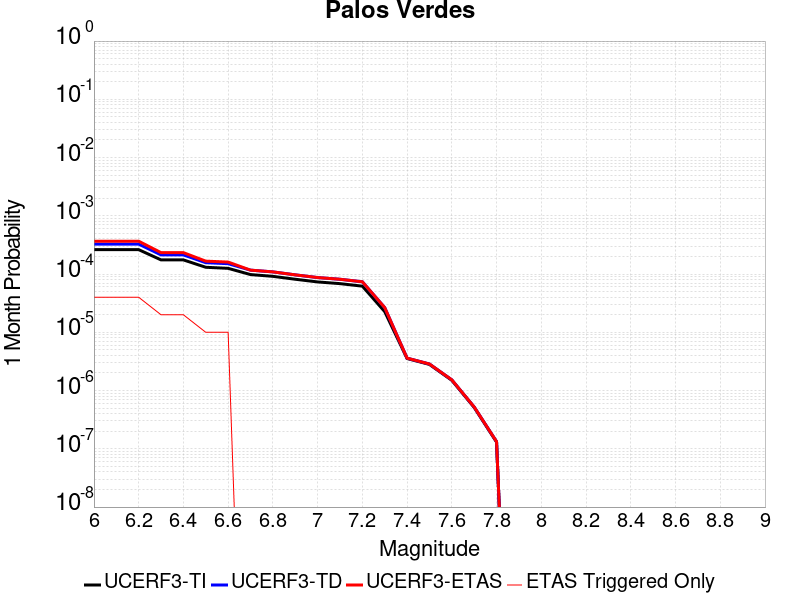 Palos Verdes
10^0
10^-1
10^-2
10^-3
10^-4
10^-5
10^-6
10^-7
10^-8
1 Month Probability
6 6.2 6.4 6.6 6.8 7 7.2 7.4 7.6 7.8 8 8.2 8.4 8.6 8.8 9
Magnitude
UCERF3-TI UCERF3-TD UCERF3-ETAS ETAS Triggered Only